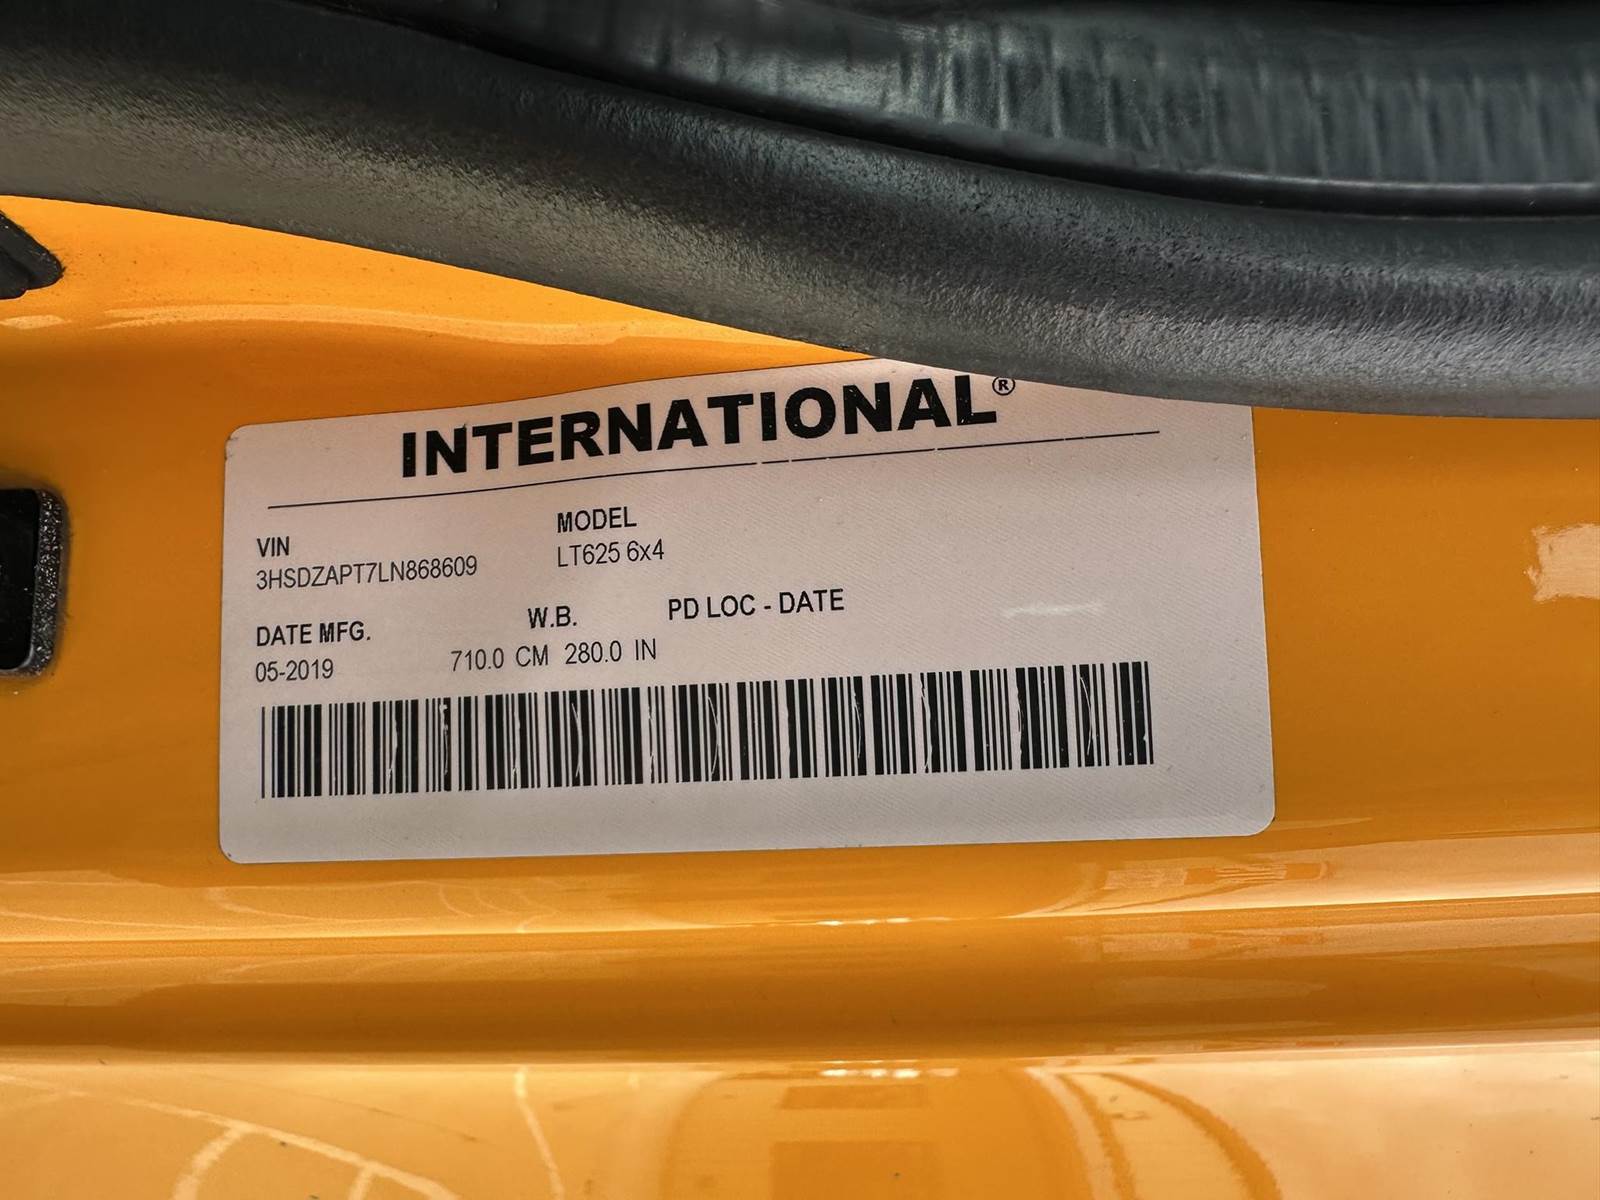 INTERNATIONAL®
VIN
3HSDZAPT7LN868609
MODEL
LT625 6x4
DATE MFG.
05-2019
W.B.
710.0 CM 280.0 IN
PD LOC - DATE